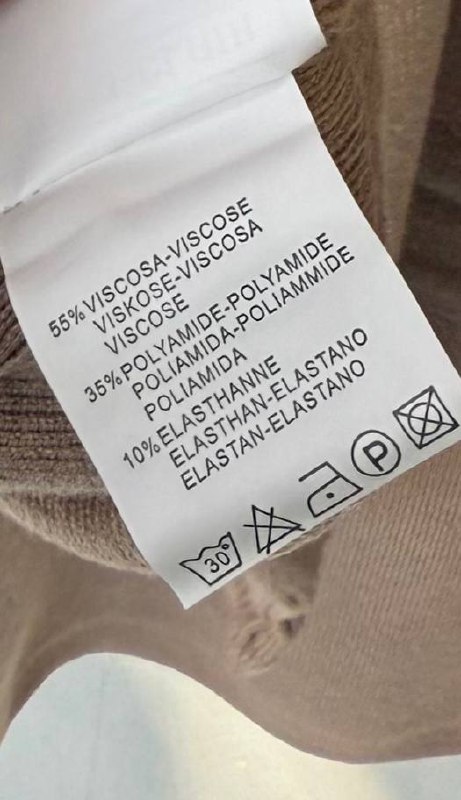 55% VISCOSA-VISCOSE
VISKOSE-VISCOSA
VISCOSE
35% POLYAMIDE-POLYAMIDE
POLIAMIDA-POLIAMMIDE
POLIAMIDA
10% ELASTHANNE
ELASTHAN-ELASTANO
ELASTAN-ELASTANO
30°
P